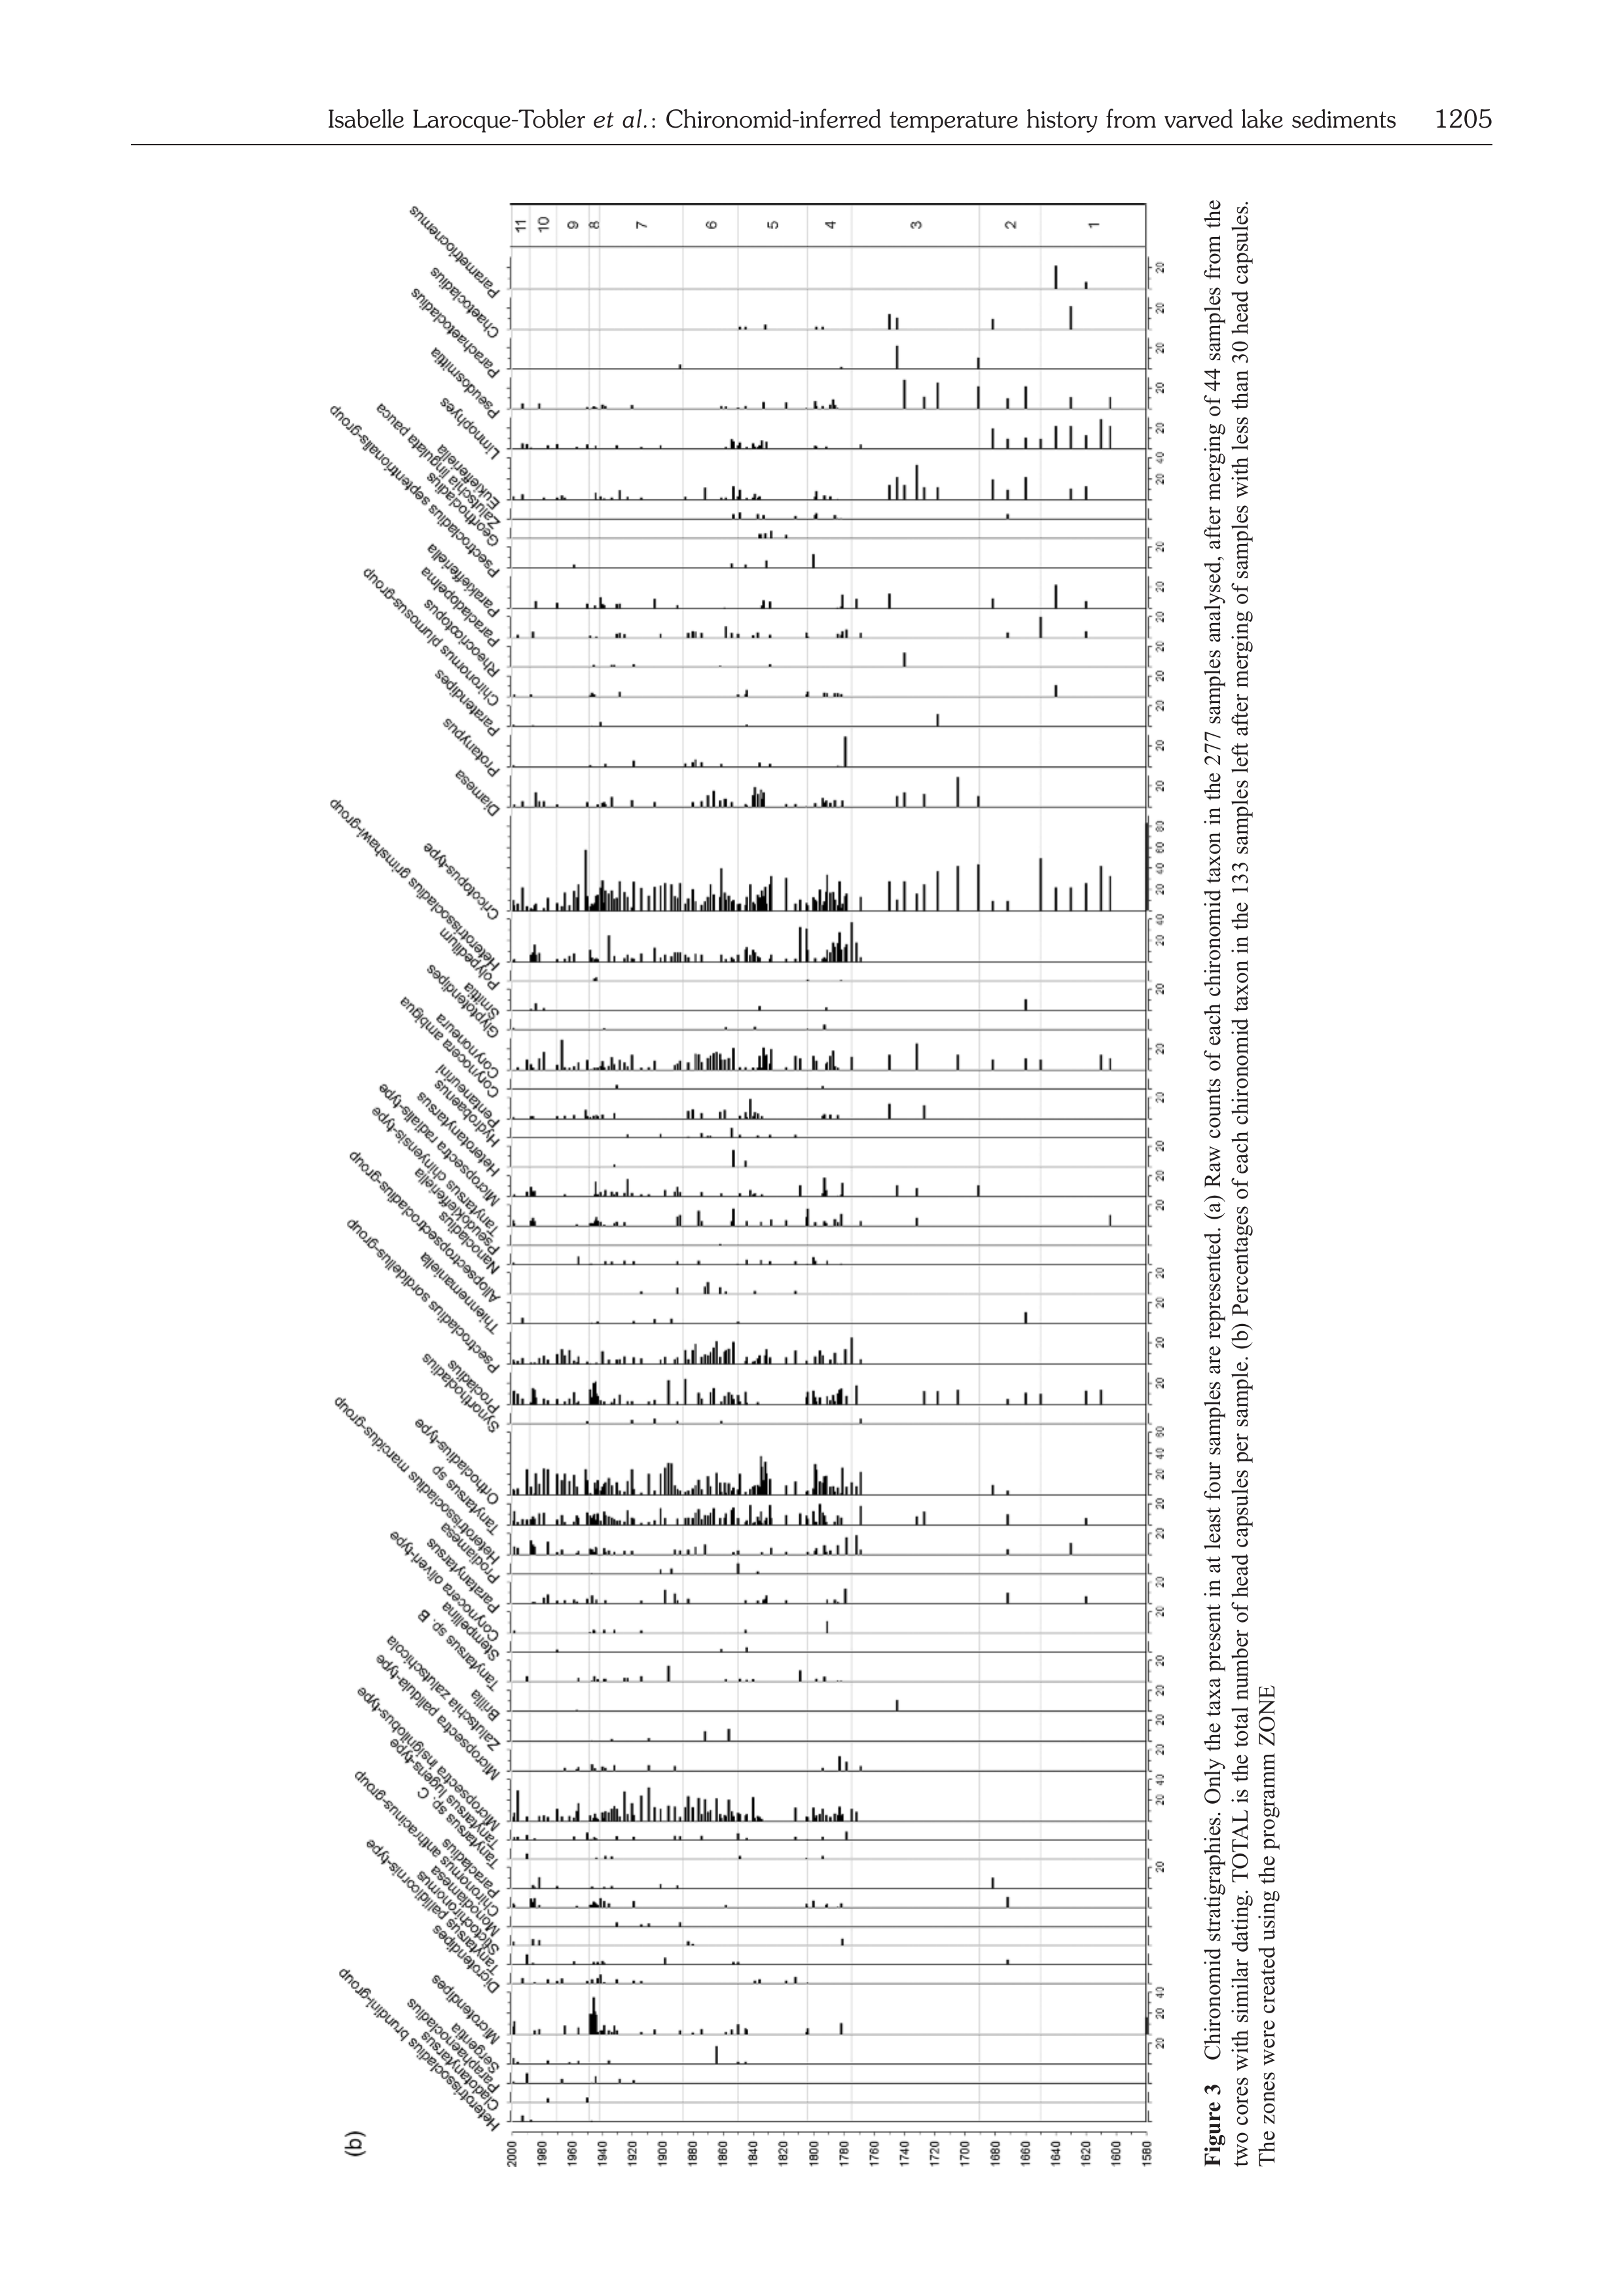 Isabelle Larocque-Tobler et al.: Chironomid-inferred temperature history from varved lake sediments 1205
(b)
Heterotrissocladius brundini-group
Cladotanytarsus
Paraphaenocladius
Sergentia
Microtendipes
Dicrotendipes
Tanytarsus pallidicornis-type
Stictochironomus
Monodiamesa
Chironomus anthracinus-group
Paracladius
Tanytarsus sp. C
Tanytarsus lugens-type
Micropsectra insignilobus-type
Micropsectra pallidula-type
Zalutschia zalutschicola
Brillia
Tanytarsus sp. B
Stempellina
Corynocera oliveri-type
Paratanytarsus
Prodiamesa
Heterotrissocladius marcidus-group
Tanytarsus sp
Orthocladius-type
Synorthocladius
Procladius
Psectrocladius sordidellus-group
Thienemanniella
Allopsectrocladius-group
Nanocladius
Pseudokiefferiella
Tanytarsus chinyensis-type
Micropsectra radialis-type
Heterotanytarsus
Hydrobaenus
Pentaneurini
Corynocera ambigua
Corynoneura
Glyptotendipes
Smittia
Polypedilum
Heterotrissocladius grimshawi-group
Cricotopus-type
Diamesa
Protanypus
Paratendipes
Chironomus plumosus-group
Rheocricotopus
Paracladopelma
Parakiefferiella
Psectrocladius septentrionalis-group
Georthocladius
Zalutschia lingulata pauca
Eukiefferiella
Limnophyes
Pseudosmittia
Parachaetocladius
Chaetocladius
Parametriocnemus
11
10
9
8
7
6
5
4
3
2
1
2000
1980
1960
1940
1920
1900
1880
1860
1840
1820
1800
1780
1760
1740
1720
1700
1680
1660
1640
1620
1600
1580
Figure 3 Chironomid stratigraphies. Only the taxa present in at least four samples are represented. (a) Raw counts of each chironomid taxon in the 277 samples analysed, after merging of 44 samples from the
two cores with similar dating. TOTAL is the total number of head capsules per sample. (b) Percentages of each chironomid taxon in the 133 samples left after merging of samples with less than 30 head capsules.
The zones were created using the programm ZONE